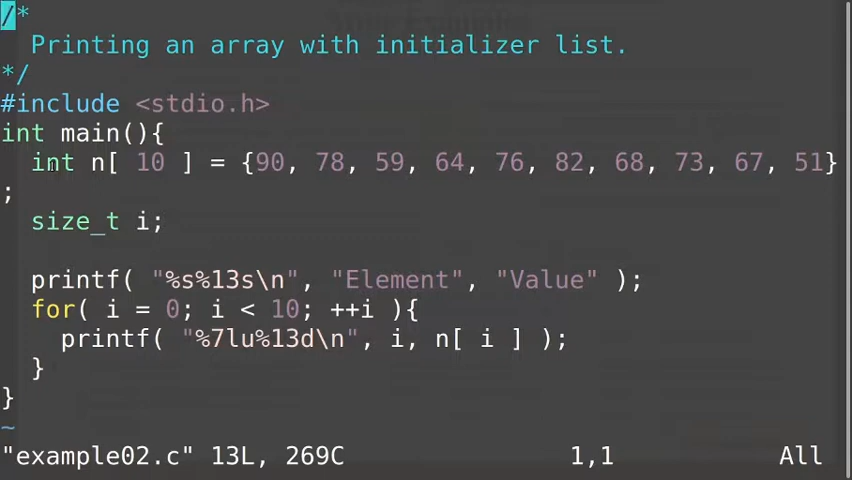 /*
  Printing an array with initializer list.
*/
#include <stdio.h>
int main(){
  int n[ 10 ] = {90, 78, 59, 64, 76, 82, 68, 73, 67, 51}
;
  size_t i;

  printf( "%s%13s\n", "Element", "Value" );
  for( i = 0; i < 10; ++i ){
    printf( "%7lu%13d\n", i, n[ i ] );
  }
}
~
"example02.c" 13L, 269C 1,1 All